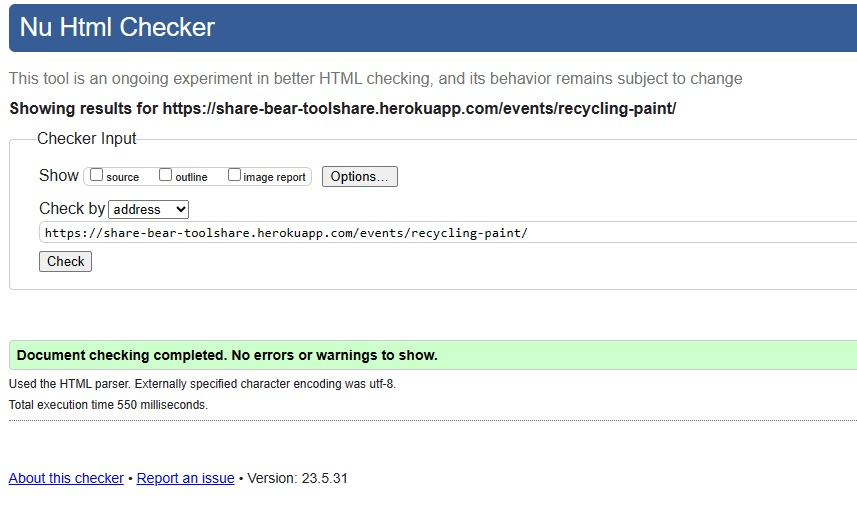 Nu Html Checker
This tool is an ongoing experiment in better HTML checking, and its behavior remains subject to change
Showing results for https://share-bear-toolshare.herokuapp.com/events/recycling-paint/
Checker Input
Show source outline image report Options...
Check by address
https://share-bear-toolshare.herokuapp.com/events/recycling-paint/
Check
Document checking completed. No errors or warnings to show.
Used the HTML parser. Externally specified character encoding was utf-8.
Total execution time 550 milliseconds.
About this checker • Report an issue • Version: 23.5.31